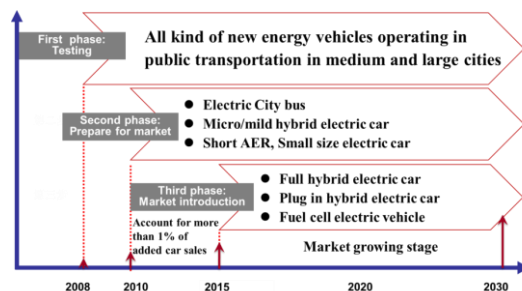 First phase:
Testing
All kind of new energy vehicles operating in
public transportation in medium and large cities
Second phase:
Prepare for market
● Electric City bus
● Micro/mild hybrid electric car
● Short AER, Small size electric car
Third phase:
Market introduction
● Full hybrid electric car
● Plug in hybrid electric car
● Fuel cell electric vehicle
Account for more
than 1% of
added car sales
Market growing stage
2008 2010 2015 2020 2030